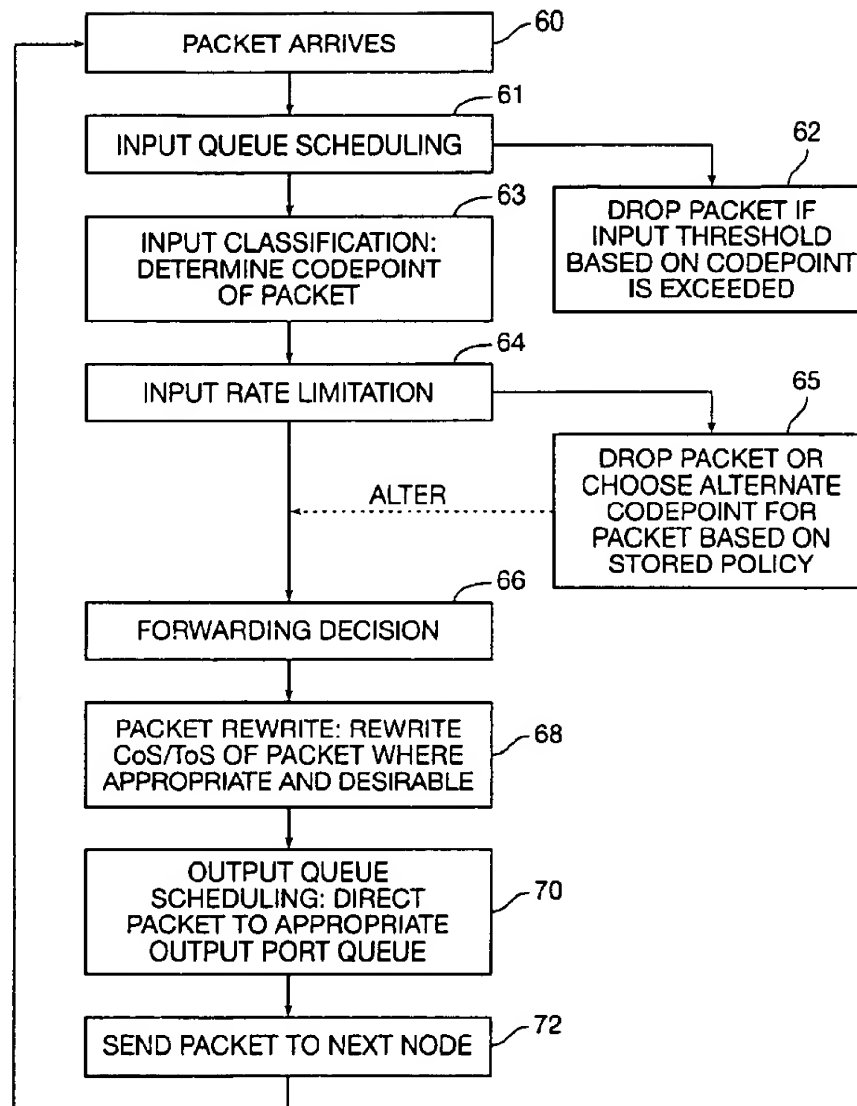 60
PACKET ARRIVES
61
INPUT QUEUE SCHEDULING
62
DROP PACKET IF
INPUT THRESHOLD
BASED ON CODEPOINT
IS EXCEEDED
63
INPUT CLASSIFICATION:
DETERMINE CODEPOINT
OF PACKET
64
INPUT RATE LIMITATION
65
DROP PACKET OR
CHOOSE ALTERNATE
CODEPOINT FOR
PACKET BASED ON
STORED POLICY
ALTER
66
FORWARDING DECISION
PACKET REWRITE: REWRITE
CoS/ToS OF PACKET WHERE
APPROPRIATE AND DESIRABLE
68
OUTPUT QUEUE
SCHEDULING: DIRECT
PACKET TO APPROPRIATE
OUTPUT PORT QUEUE
70
SEND PACKET TO NEXT NODE
72